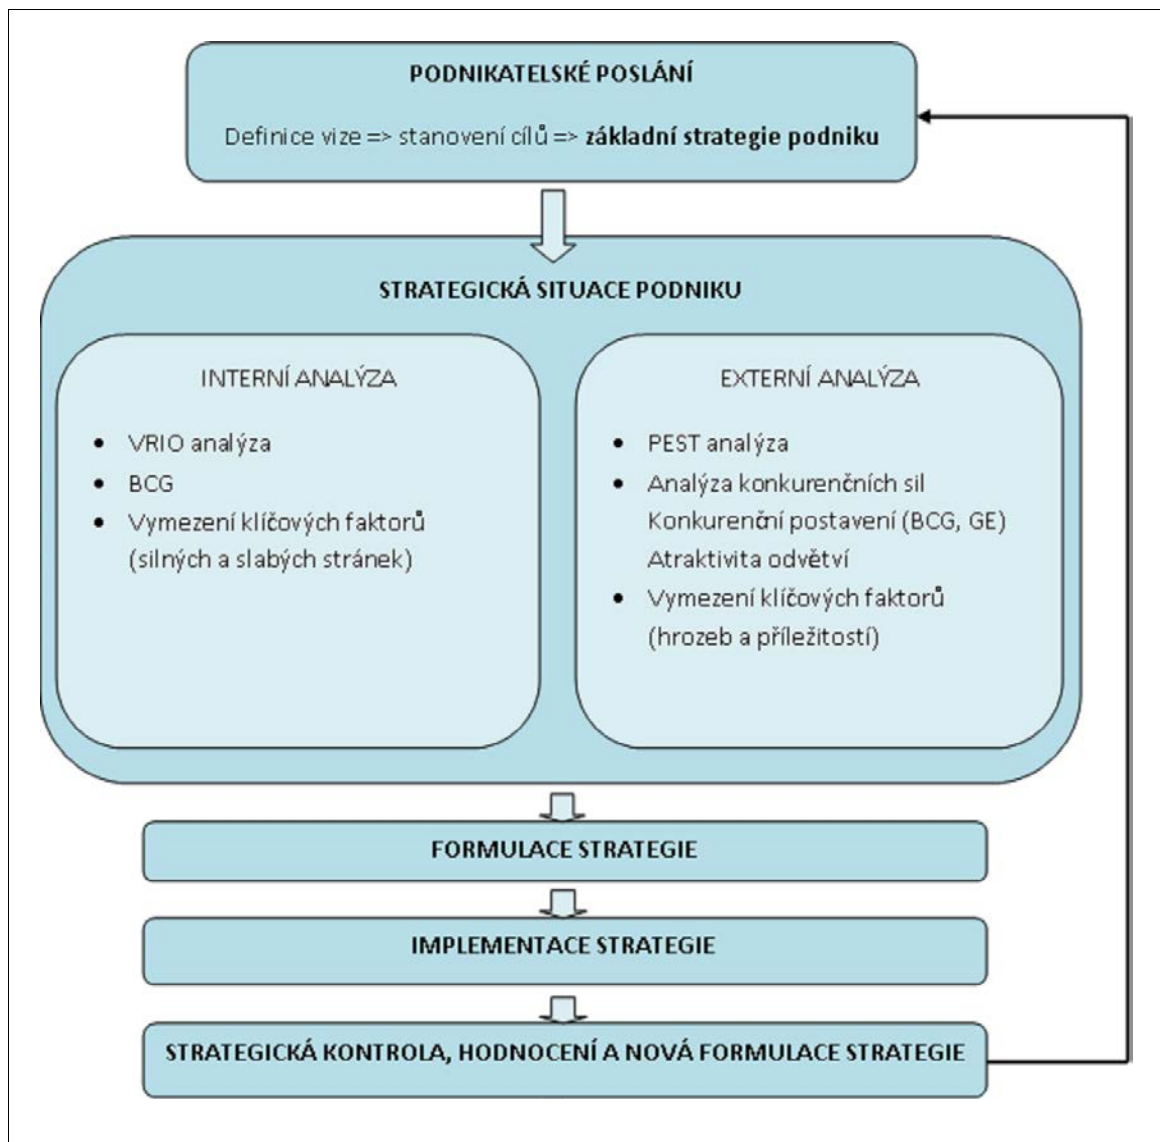 PODNIKATELSKÉ POSLÁNÍ
Definice vize => stanovení cílů => základní strategie podniku
STRATEGICKÁ SITUACE PODNIKU
INTERNÍ ANALÝZA
• VRIO analýza
• BCG
• Vymezení klíčových faktorů
(silných a slabých stránek)
EXTERNÍ ANALÝZA
• PEST analýza
• Analýza konkurenčních sil
Konkurenční postavení (BCG, GE)
Atraktivita odvětví
• Vymezení klíčových faktorů
(hrozeb a příležitostí)
FORMULACE STRATEGIE
IMPLEMENTACE STRATEGIE
STRATEGICKÁ KONTROLA, HODNOCENÍ A NOVÁ FORMULACE STRATEGIE